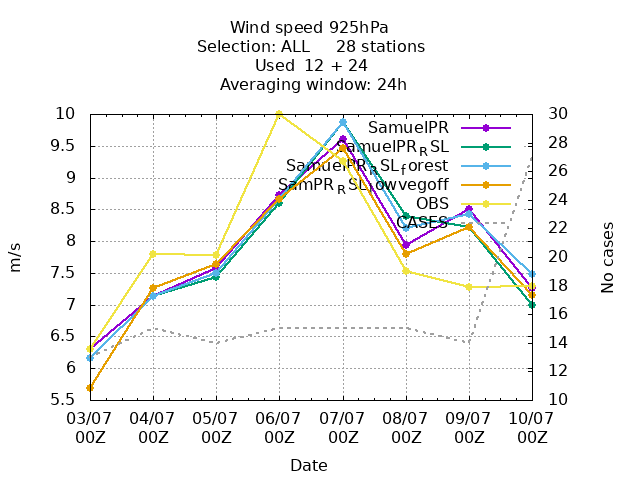 Wind speed 925hPa
Selection: ALL 28 stations
Used 12 + 24
Averaging window: 24h
10 30
SamuelPR
9.5 28
SamuelPR_RSL
SamuelPR_RSL_forest
9 26
SamPR_RSLlowvegoff
8.5 24
OBS
CASES
8 22
7.5 20
7 18
6.5 16
6 14
5.5 12
10
m/s
No cases
03/07 04/07 05/07 06/07 07/07 08/07 09/07 10/07
00Z 00Z 00Z 00Z 00Z 00Z 00Z 00Z
Date